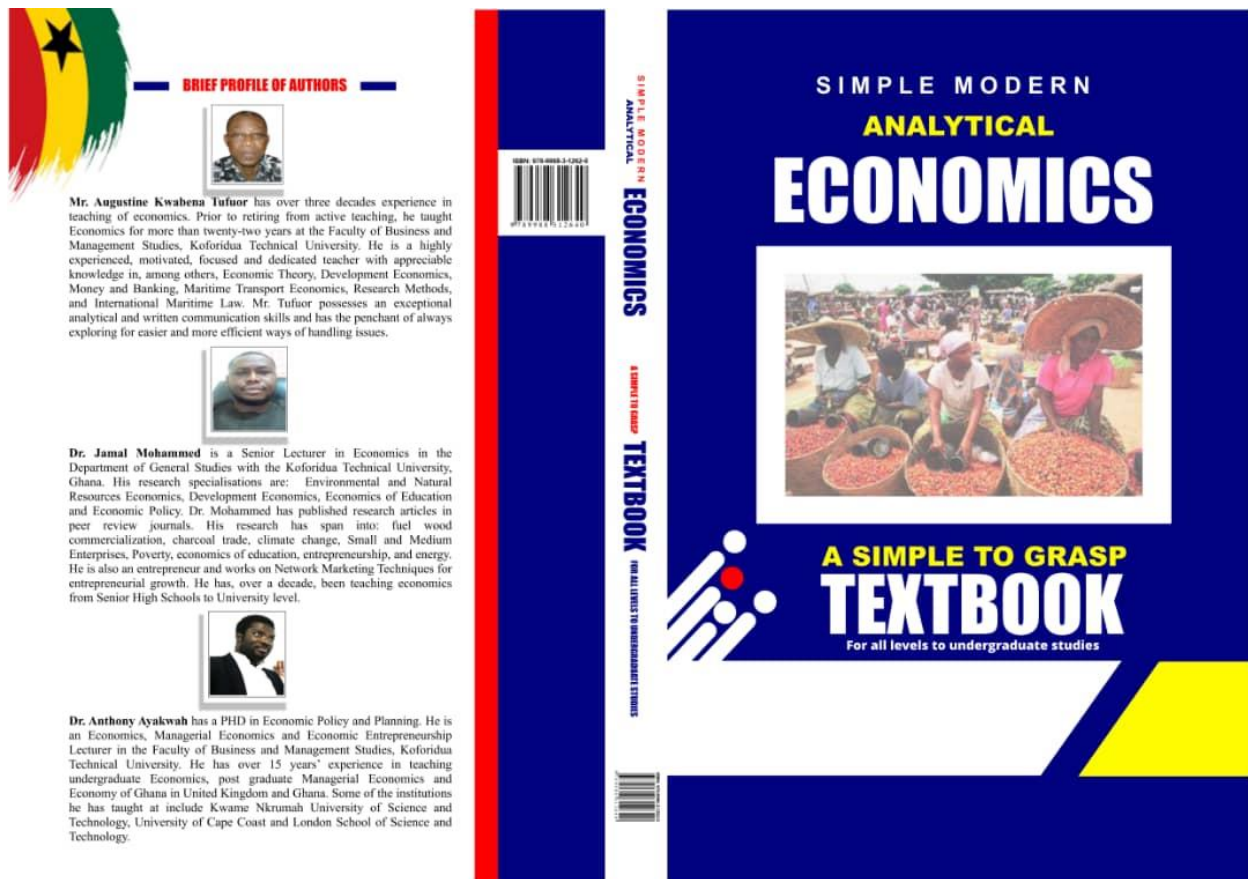 BRIEF PROFILE OF AUTHORS
Mr. Augustine Kwabena Tufuor has over three decades experience in
teaching of economics. Prior to retiring from active teaching, he taught
Economics for more than twenty-two years at the Faculty of Business and
Management Studies, Koforidua Technical University. He is a highly
experienced, motivated, focused and dedicated teacher with appreciable
knowledge in, among others, Economic Theory, Development Economics,
Money and Banking, Maritime Transport Economics, Research Methods,
and International Maritime Law. Mr. Tufuor possesses an exceptional
analytical and written communication skills and has the penchant of always
exploring for easier and more efficient ways of handling issues.
Dr. Jamal Mohammed is a Senior Lecturer in Economics in the
Department of General Studies with the Koforidua Technical University,
Ghana. His research specialisations are: Environmental and Natural
Resources Economics, Development Economics, Economics of Education
and Economic Policy. Dr. Mohammed has published research articles in
peer review journals. His research has span into: fuel wood
commercialization, charcoal trade, climate change, Small and Medium
Enterprises, Poverty, economics of education, entrepreneurship, and energy.
He is also an entrepreneur and works on Network Marketing Techniques for
entrepreneurial growth. He has, over a decade, been teaching economics
from Senior High Schools to University level.
Dr. Anthony Ayakwah has a PHD in Economic Policy and Planning. He is
an Economics, Managerial Economics and Economic Entrepreneurship
Lecturer in the Faculty of Business and Management Studies, Koforidua
Technical University. He has over 15 years' experience in teaching
undergraduate Economics, post graduate Managerial Economics and
Economy of Ghana in United Kingdom and Ghana. Some of the institutions
he has taught at include Kwame Nkrumah University of Science and
Technology, University of Cape Coast and London School of Science and
Technology.
ISBN:
SIMPLE MODERN
ANALYTICAL
ECONOMICS
A SIMPLE TO GRASP
TEXTBOOK
FOR ALL LEVELS TO UNDERGRADUATE STUDIES
SIMPLE MODERN
ANALYTICAL
ECONOMICS
A SIMPLE TO GRASP
TEXTBOOK
For all levels to undergraduate studies